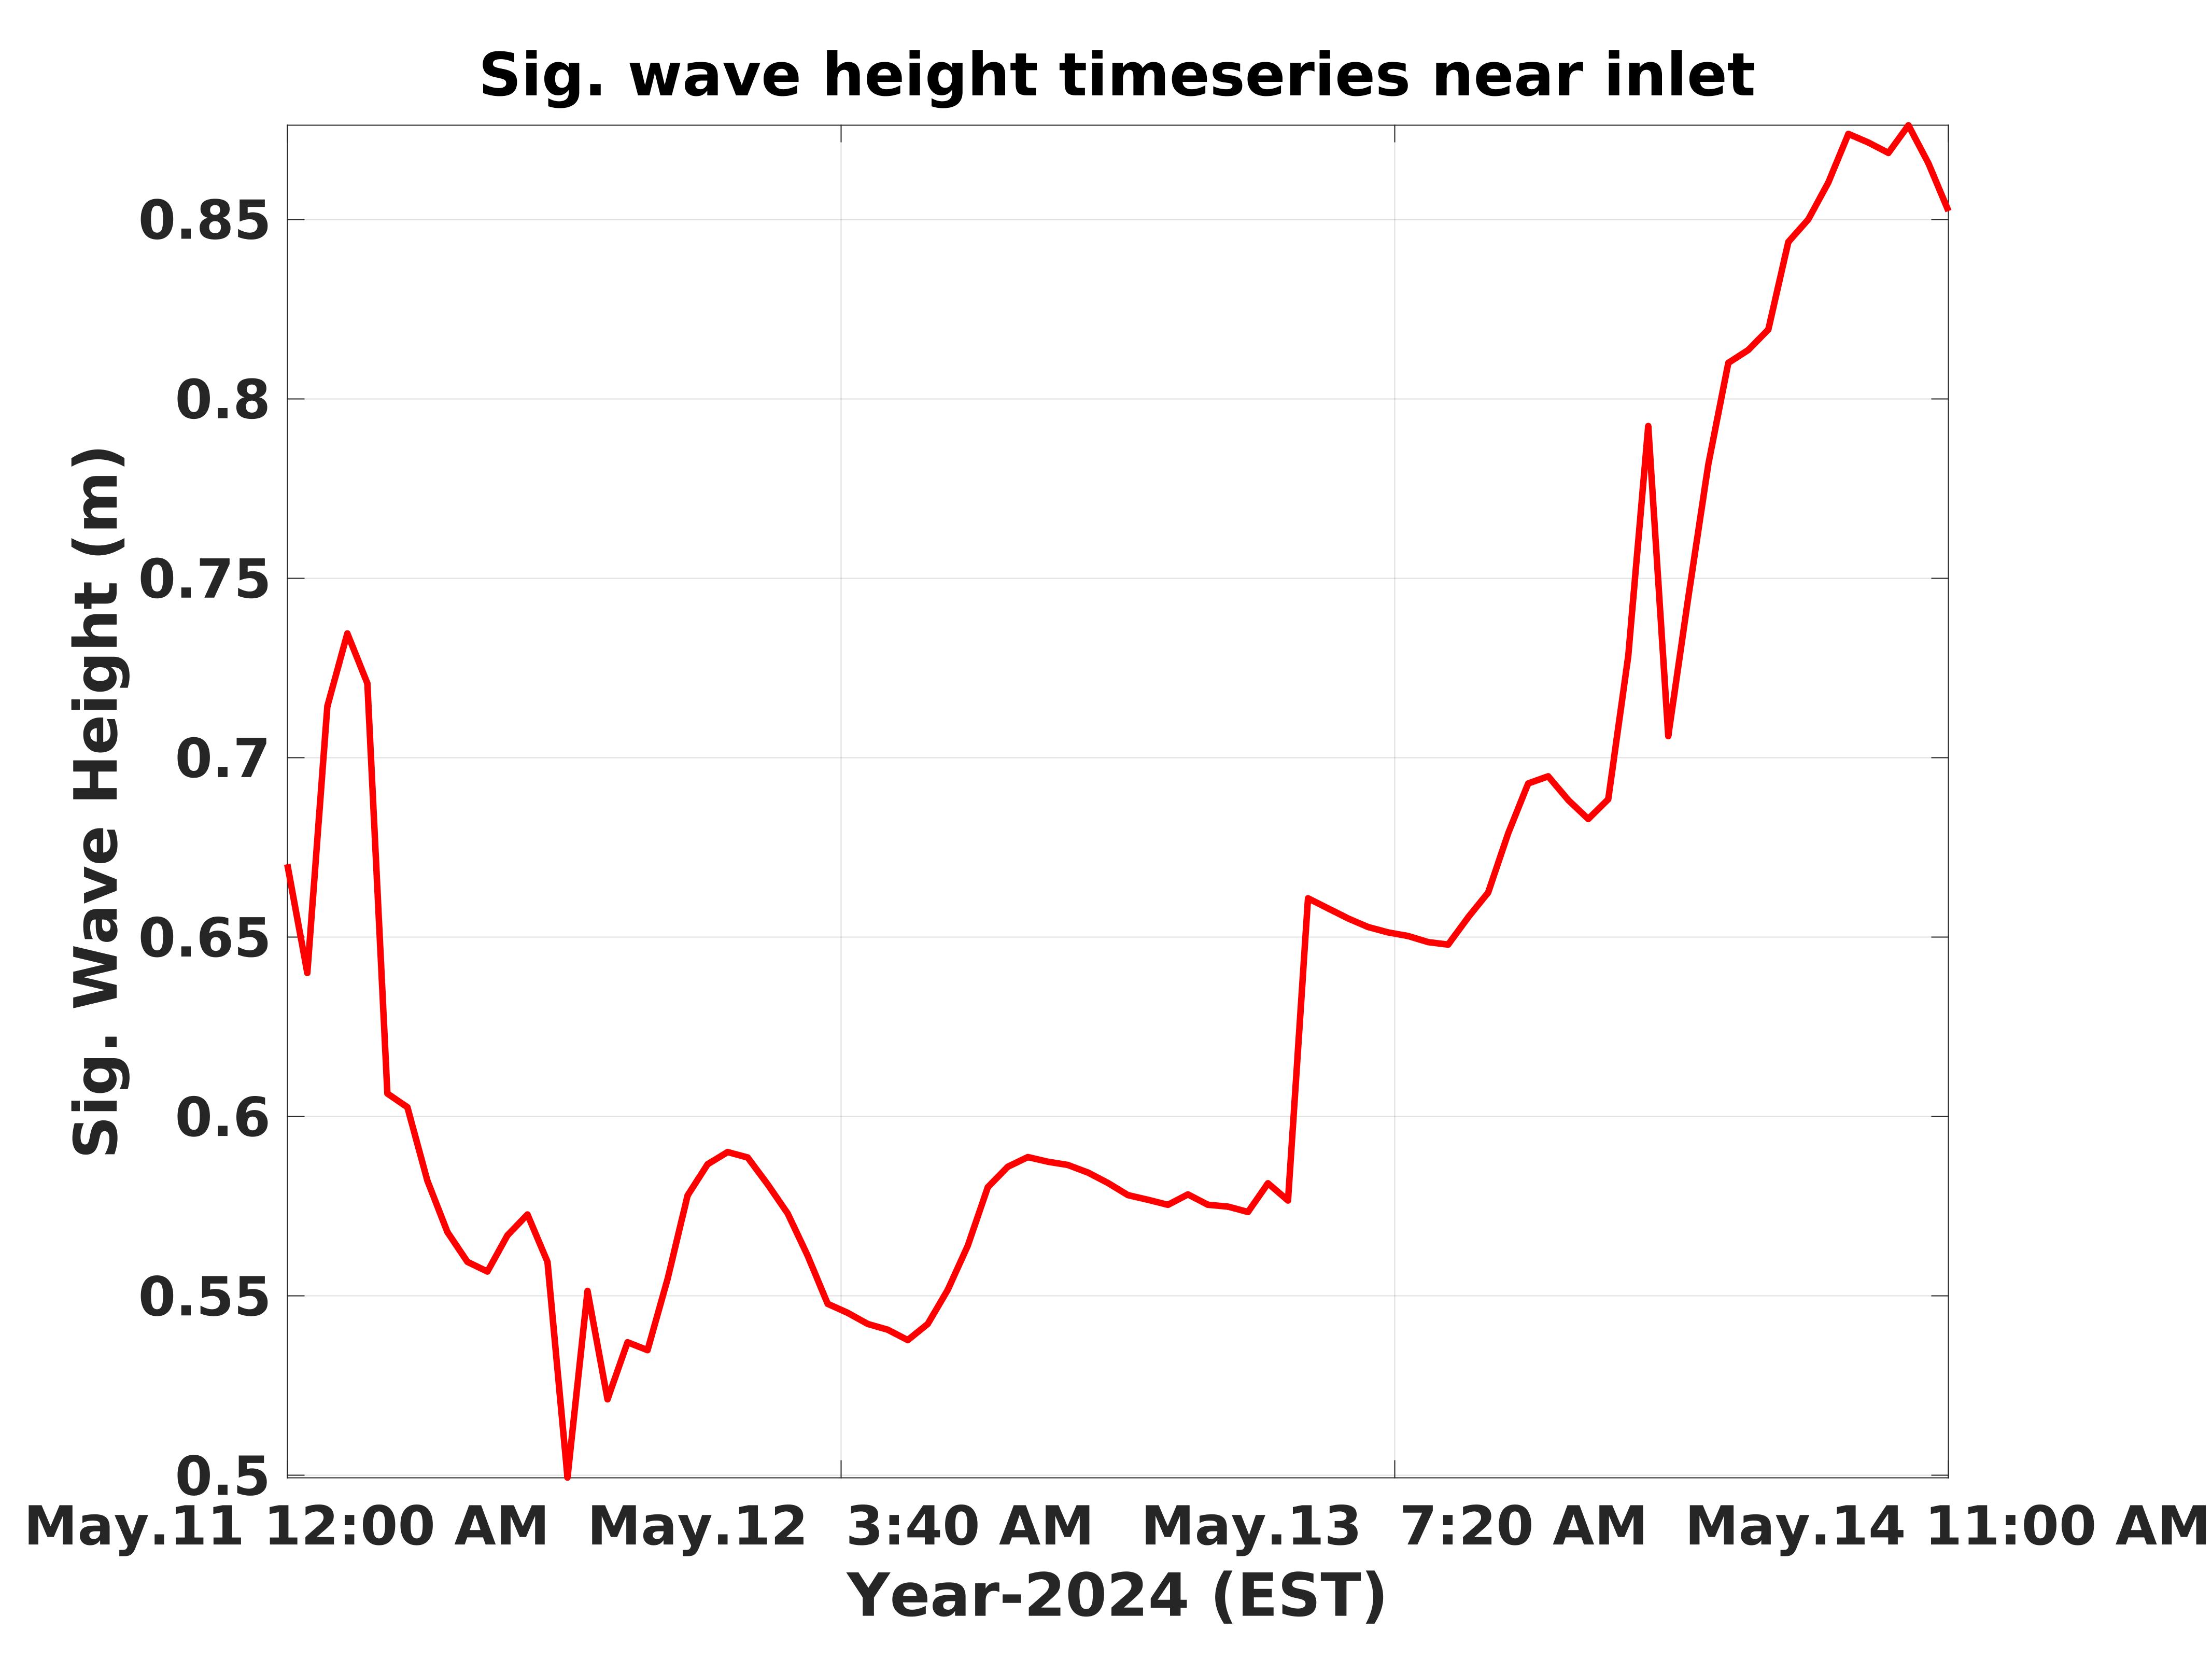 Sig. wave height timeseries near inlet
Sig. Wave Height (m)
0.85
0.8
0.75
0.7
0.65
0.6
0.55
0.5
May.11 12:00 AM May.12 3:40 AM May.13 7:20 AM May.14 11:00 AM
Year-2024 (EST)